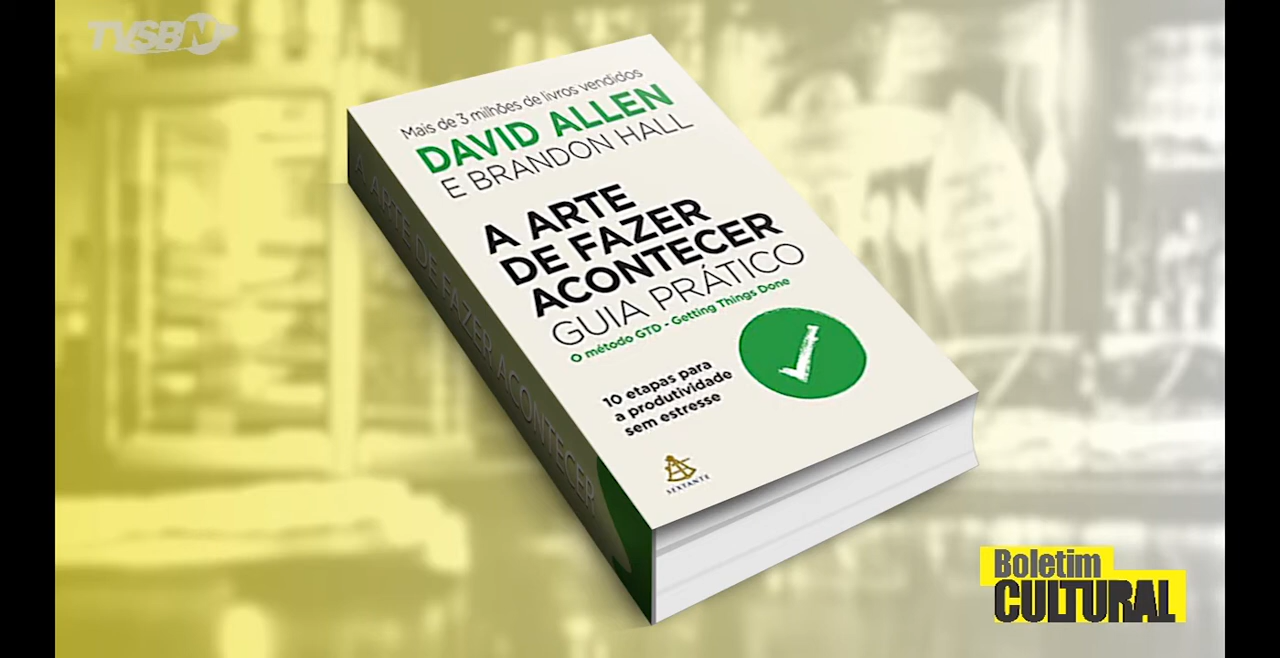 TVSBN
Mais de 3 milhões de livros vendidos
DAVID ALLEN
E BRANDON HALL
A ARTE
DE FAZER
ACONTECER
GUIA PRÁTICO
O método GTD - Getting Things Done
10 etapas para
a produtividade
sem estresse
SEXTANTE
A ARTE DE FAZER ACONTECER
Boletim
CULTURAL